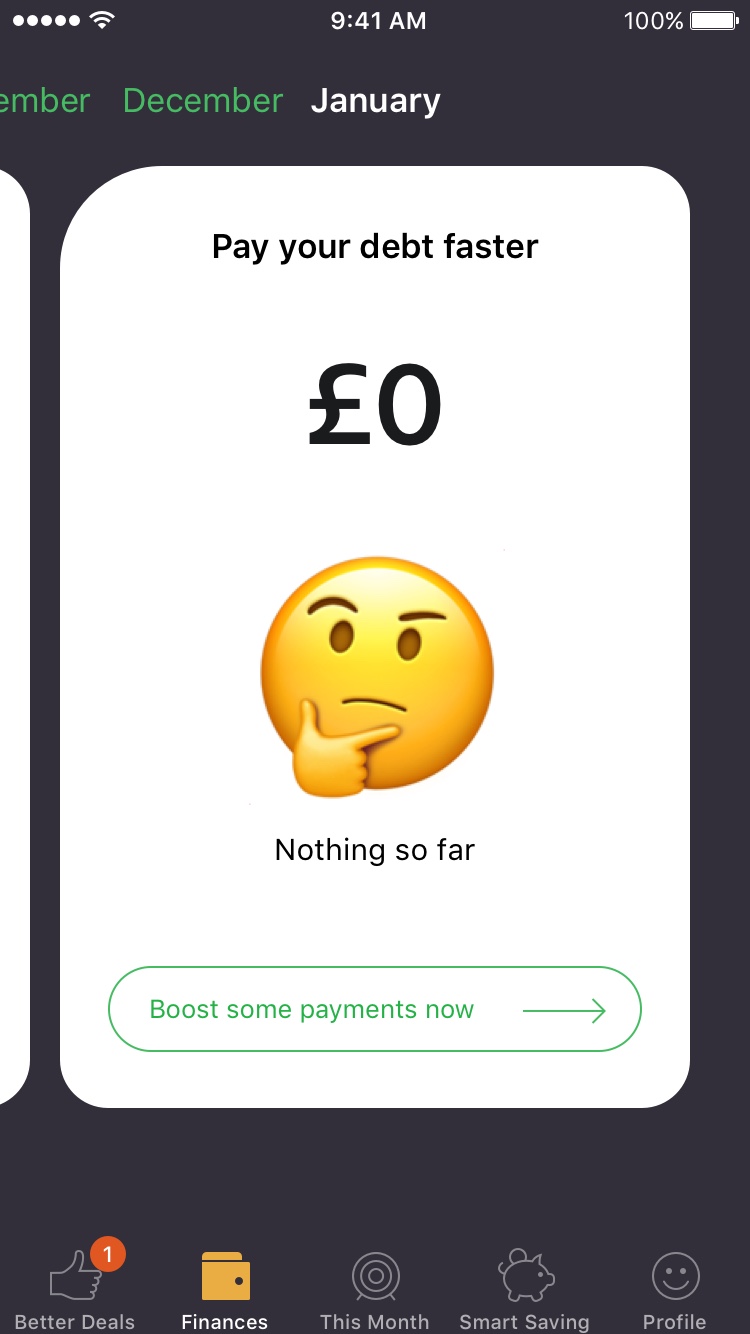 9:41 AM
100%
ember December January
Pay your debt faster
£0
Nothing so far
Boost some payments now
1
Better Deals
Finances
This Month
Smart Saving
Profile